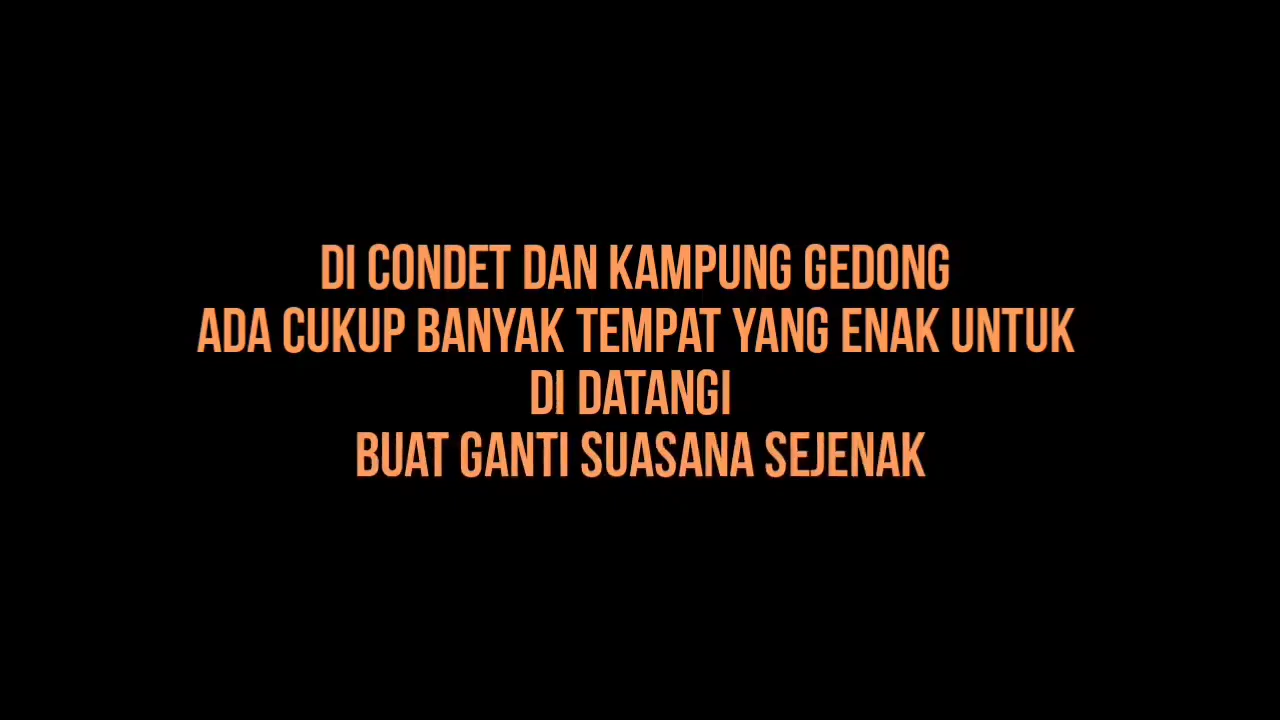 DI CONDET DAN KAMPUNG GEDONG
ADA CUKUP BANYAK TEMPAT YANG ENAK UNTUK
DI DATANGI
BUAT GANTI SUASANA SEJENAK